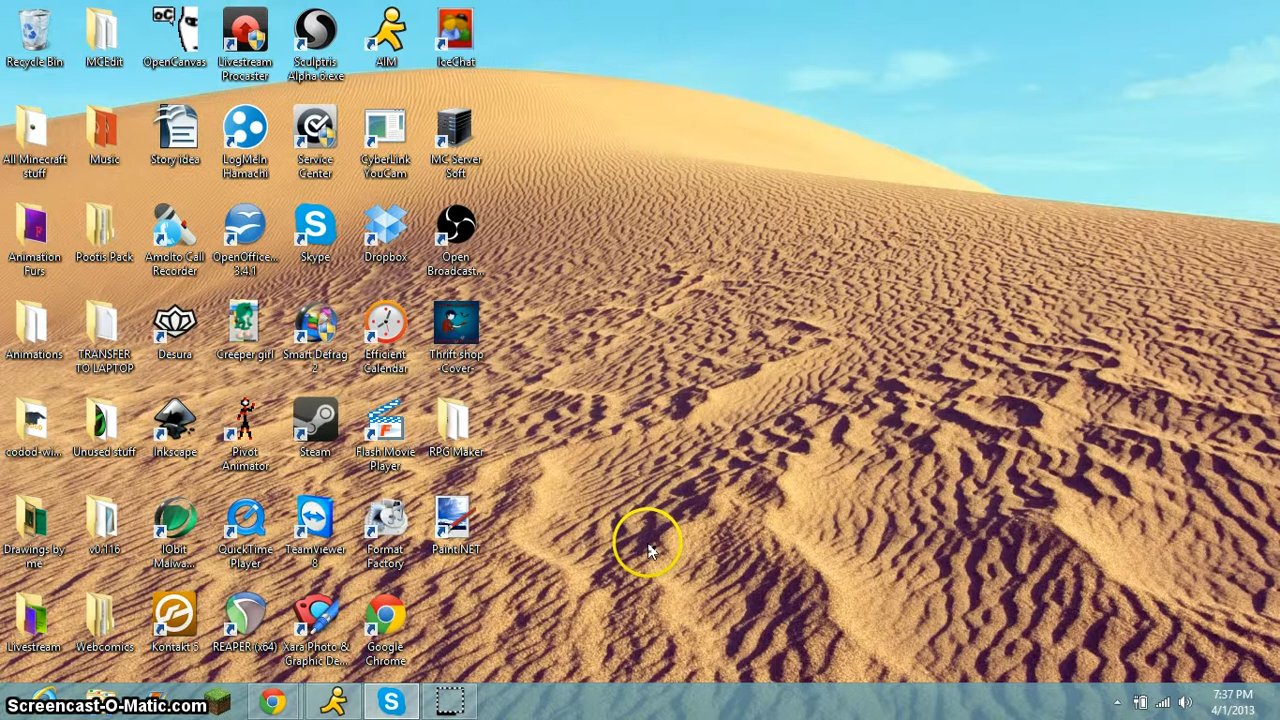 Recycle Bin
MCEdit
OpenCanvas
Livestream
Procaster
Sculptris
Alpha 6.exe
AIM
IceChat
All Minecraft
stuff
Music
Story idea
LogMeIn
Hamachi
Service
Center
CyberLink
YouCam
MC Server
Soft
Animation
Furs
Pootis Pack
Amolto Call
Recorder
OpenOffice...
3.4.1
Skype
Dropbox
Open
Broadcast...
Animations
TRANSFER
TO LAPTOP
Desura
Creeper girl
Smart Defrag
2
Efficient
Calendar
Thrift shop
-Cover-
codod-wi...
Unused stuff
Inkscape
Pivot
Animator
Steam
Flash Movie
Player
RPG Maker
Drawings by
me
v0.116
IObit
Malwa...
QuickTime
Player
TeamViewer
8
Format
Factory
Paint.NET
Livestream
Webcomics
Kontakt 5
REAPER (x64)
Xara Photo &
Graphic De...
Google
Chrome
Screencast-O-Matic.com
7:37 PM
4/1/2013